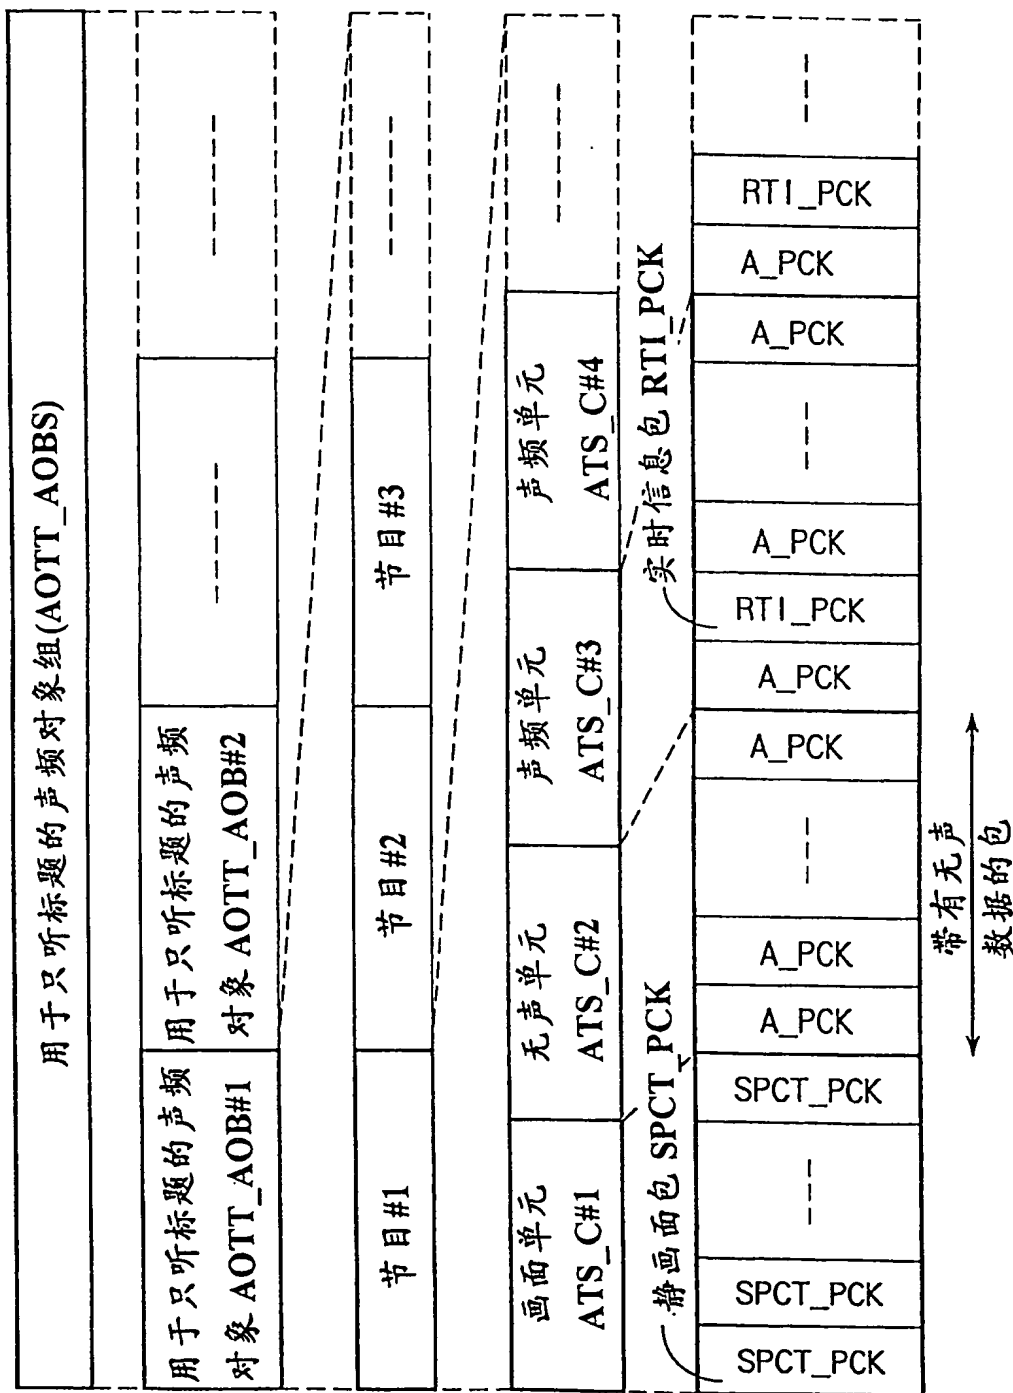 用于只听标题的声频对象组(AOTT_AOBS)
用于只听标题的声频
对象 AOTT_AOB#1
用于只听标题的声频
对象 AOTT_AOB#2
节目#1
节目#2
节目#3
画面单元
ATS_C#1
无声单元
ATS_C#2
声频单元
ATS_C#3
声频单元
ATS_C#4
静画面包 SPCT_PCK
实时信息包 RTI_PCK
SPCT_PCK
SPCT_PCK
SPCT_PCK
A_PCK
A_PCK
A_PCK
A_PCK
RTI_PCK
A_PCK
A_PCK
A_PCK
RTI_PCK
带有无声
数据的包